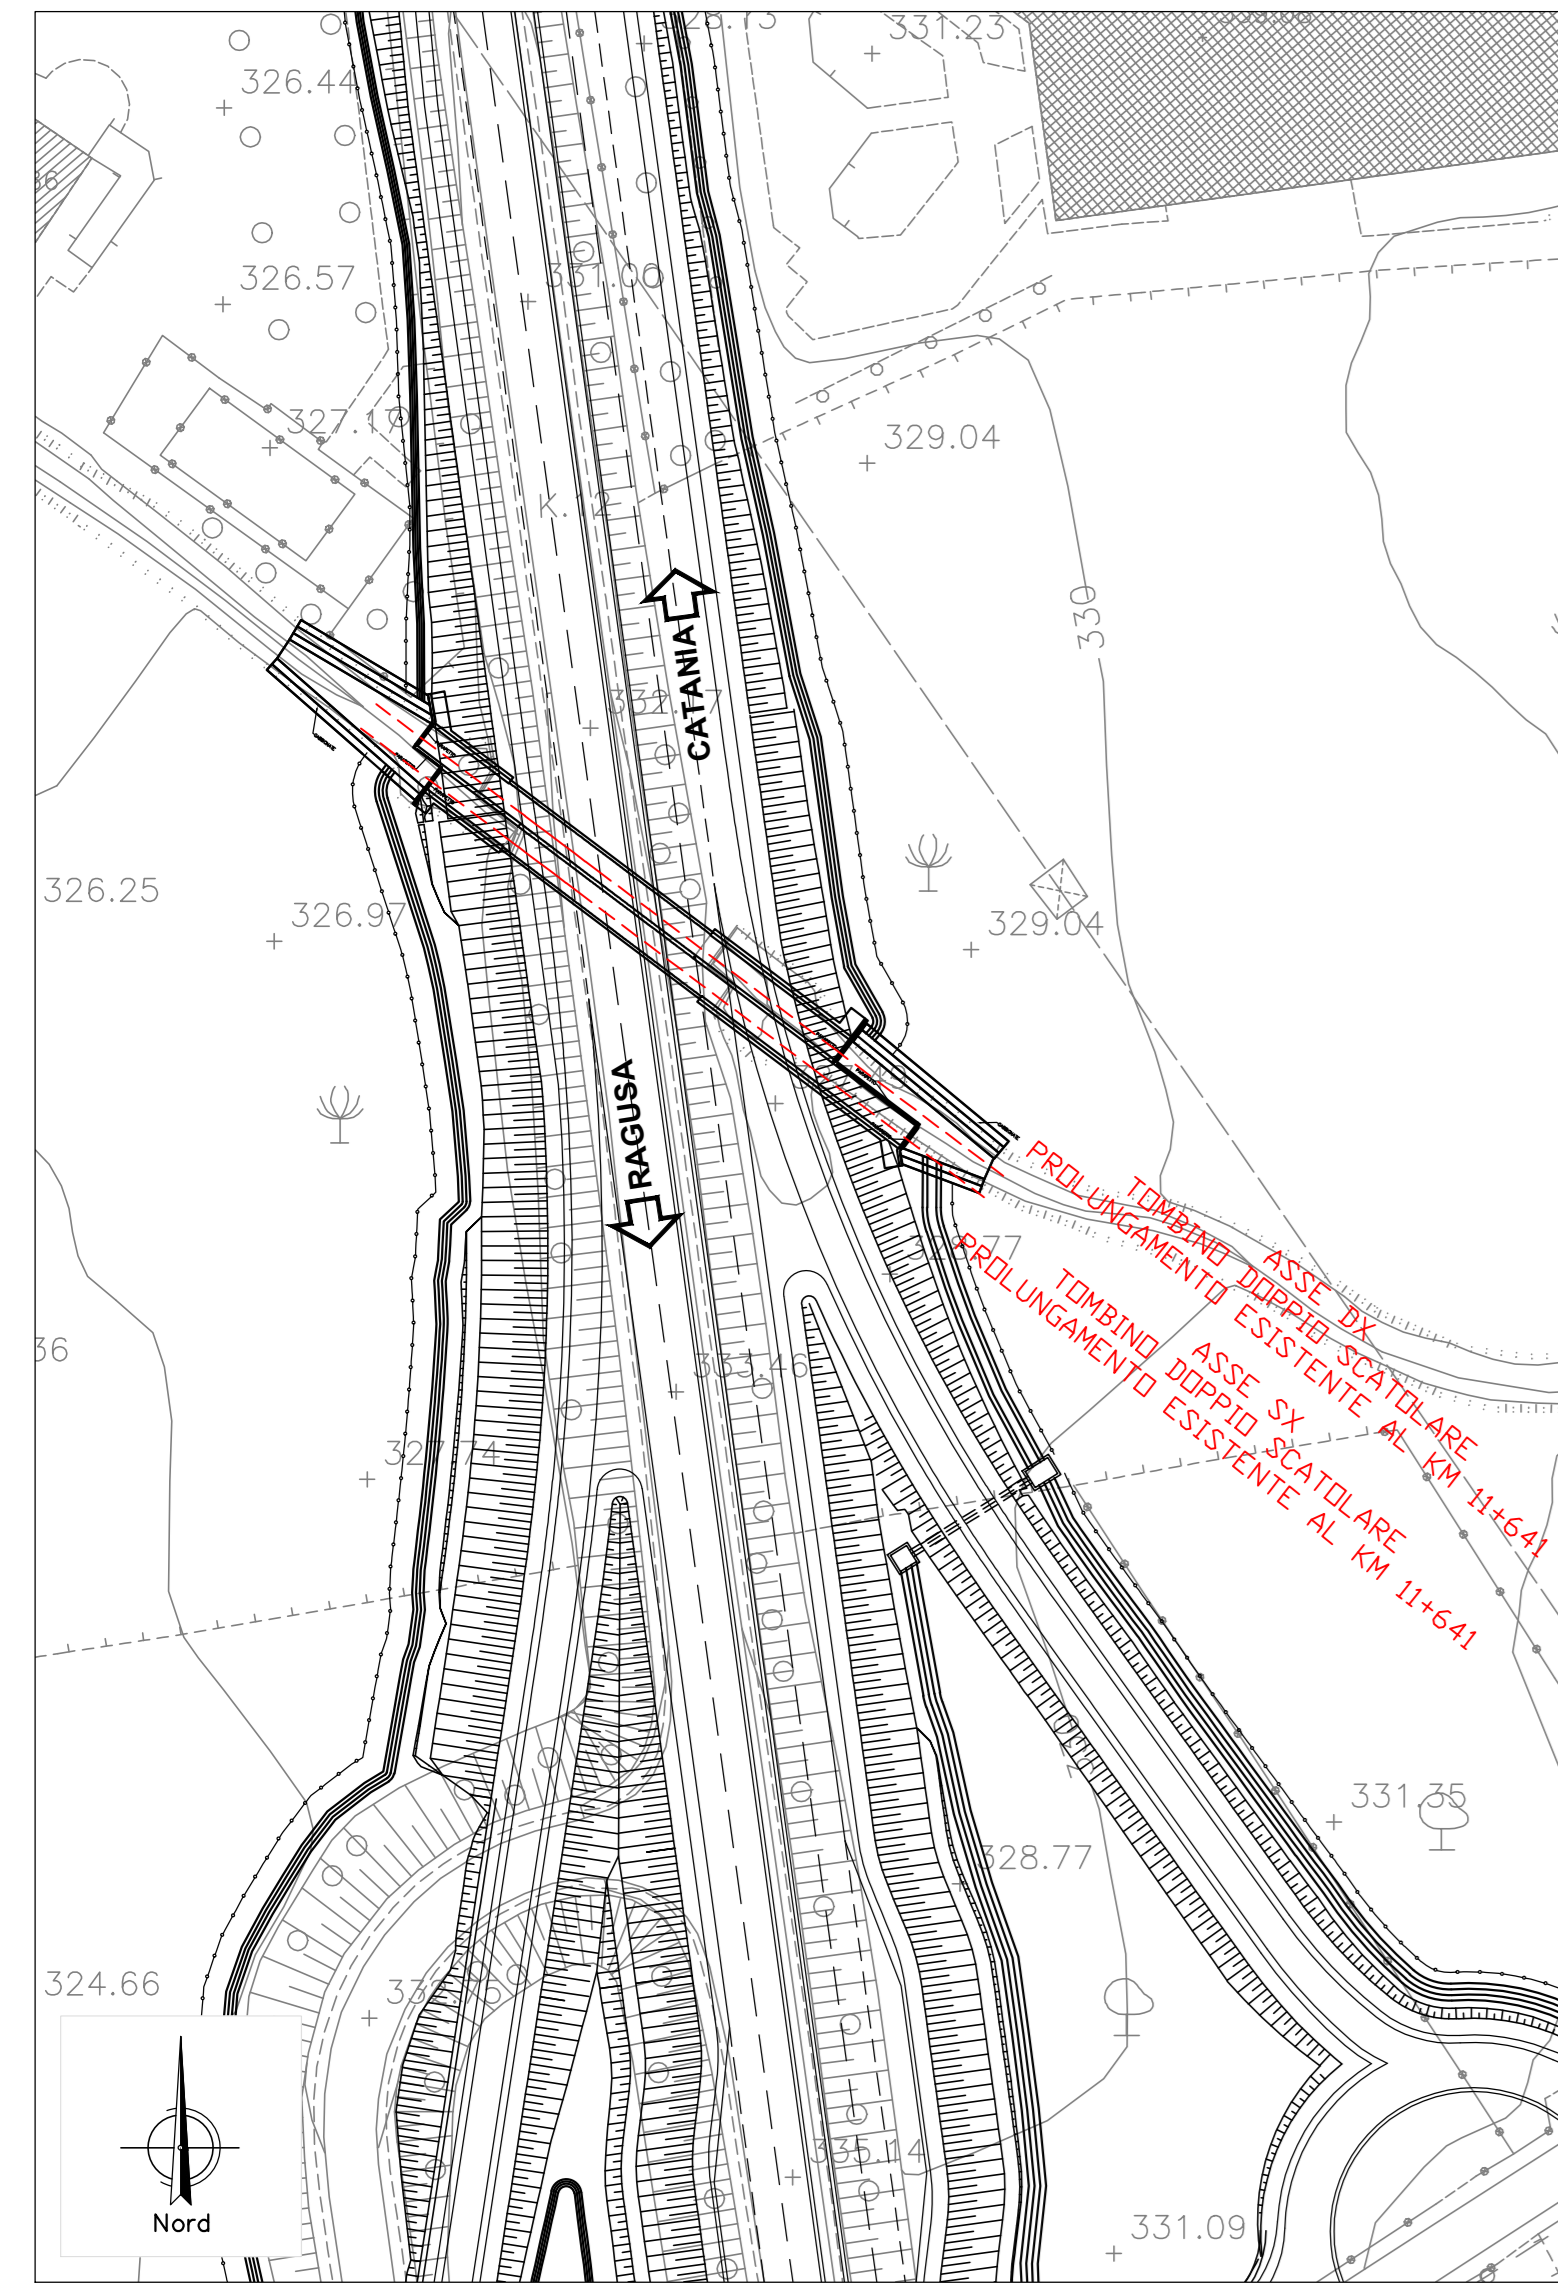 331.23
326.44
326.57
331.00
327.17
329.04
K. 12
330
CATANIA
326.25
326.97
329.04
RAGUSA
ASSE DX
TOMBINO DOPPIO SCATOLARE
PROLUNGAMENTO ESISTENTE AL KM 11+641
ASSE SX
TOMBINO DOPPIO SCATOLARE
PROLUNGAMENTO ESISTENTE AL KM 11+641
333.46
327.74
331.35
328.77
324.66
335.14
331.09
Nord